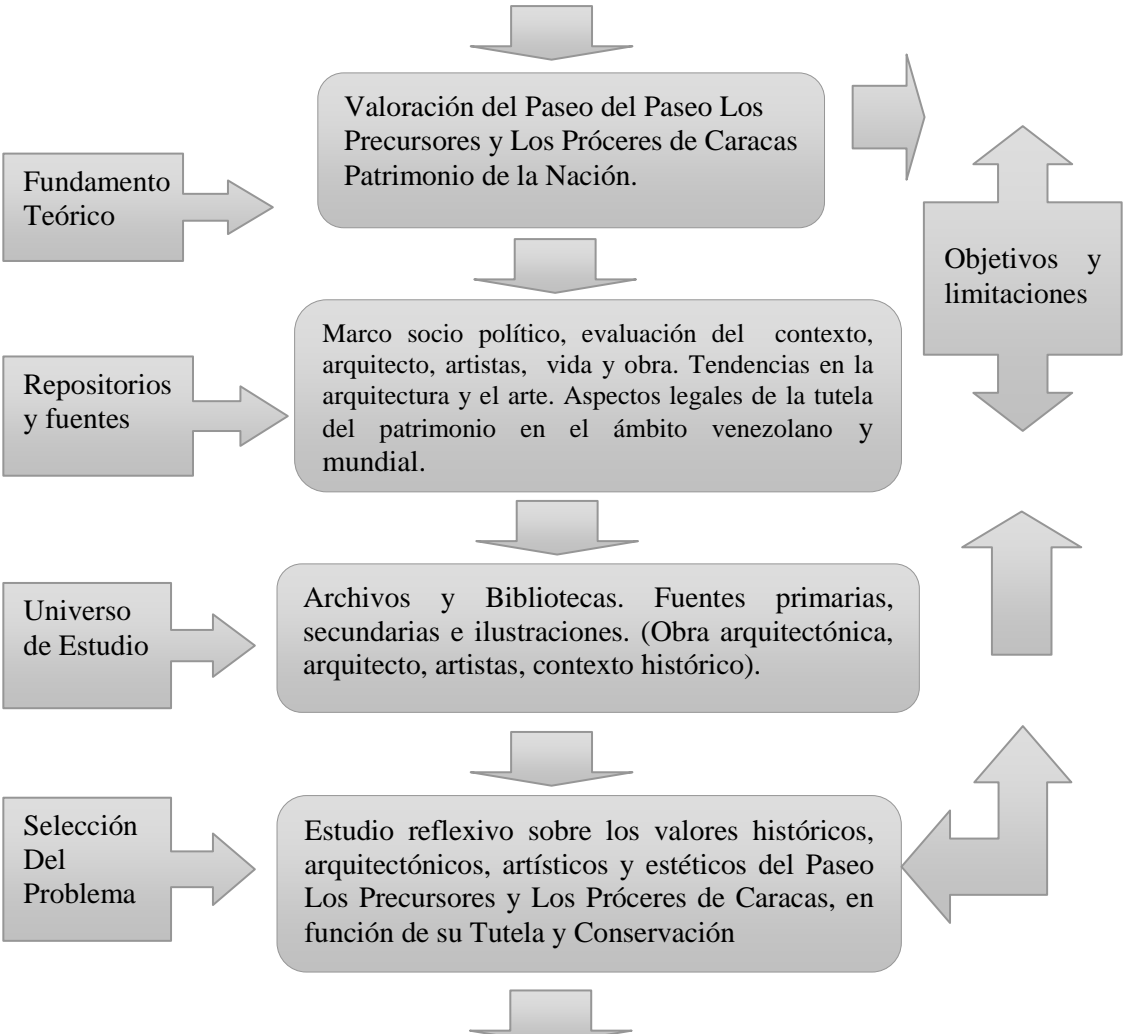 Valoración del Paseo del Paseo Los
Precursores y Los Próceres de Caracas
Patrimonio de la Nación.
Fundamento
Teórico
Objetivos y
limitaciones
Marco socio político, evaluación del contexto,
arquitecto, artistas, vida y obra. Tendencias en la
arquitectura y el arte. Aspectos legales de la tutela
del patrimonio en el ámbito venezolano y
mundial.
Repositorios
y fuentes
Archivos y Bibliotecas. Fuentes primarias,
secundarias e ilustraciones. (Obra arquitectónica,
arquitecto, artistas, contexto histórico).
Universo
de Estudio
Selección
Del
Problema
Estudio reflexivo sobre los valores históricos,
arquitectónicos, artísticos y estéticos del Paseo
Los Precursores y Los Próceres de Caracas, en
función de su Tutela y Conservación